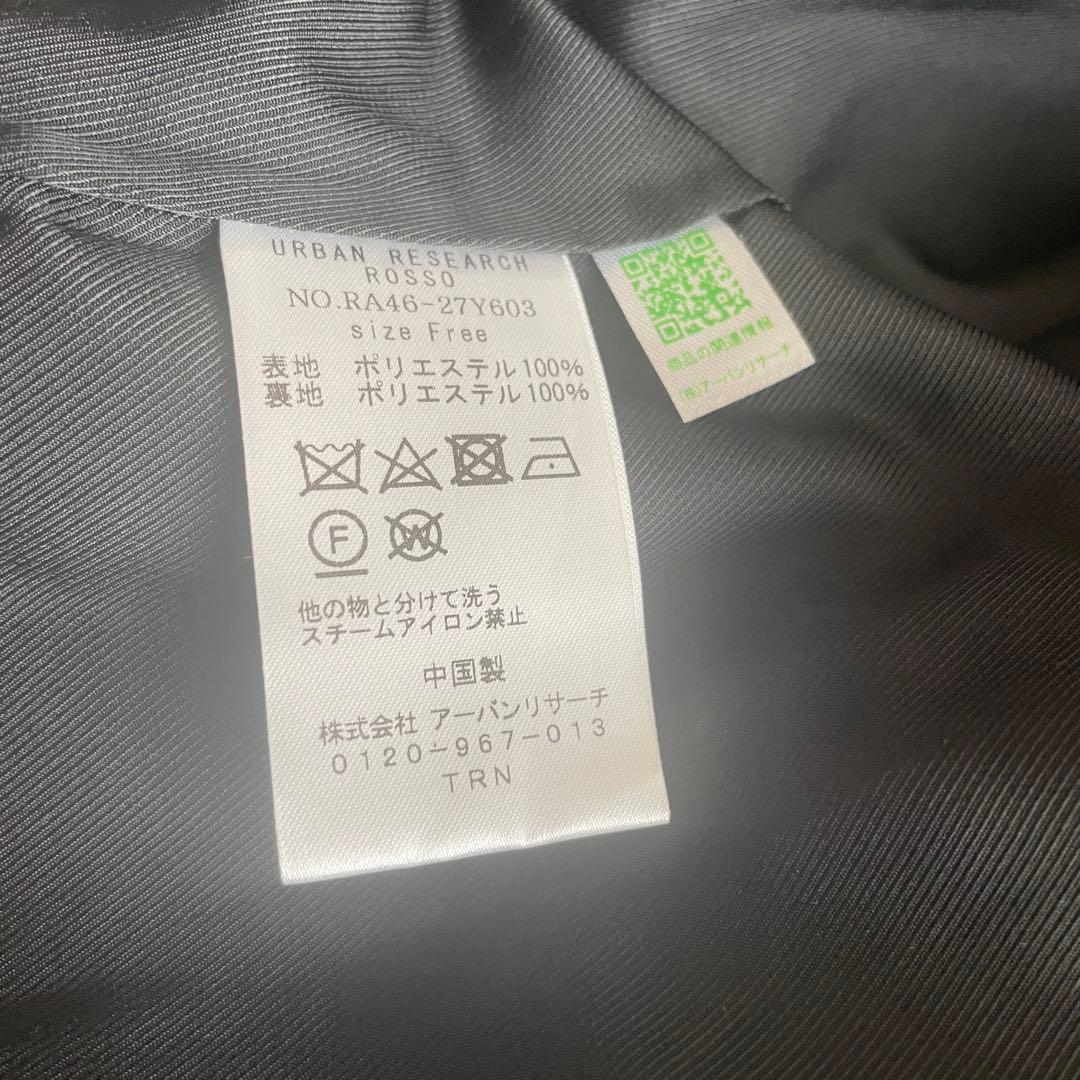 URBAN RESEARCH
ROSSO
NO.RA46-27Y603
size Free
表地 ポリエステル100%
裏地 ポリエステル100%
F
W
他の物と分けて洗う
スチームアイロン禁止
中国製
株式会社 アーバンリサーチ
0120-967-013
TRN
商品の関連情報
(株)アーバンリサーチ